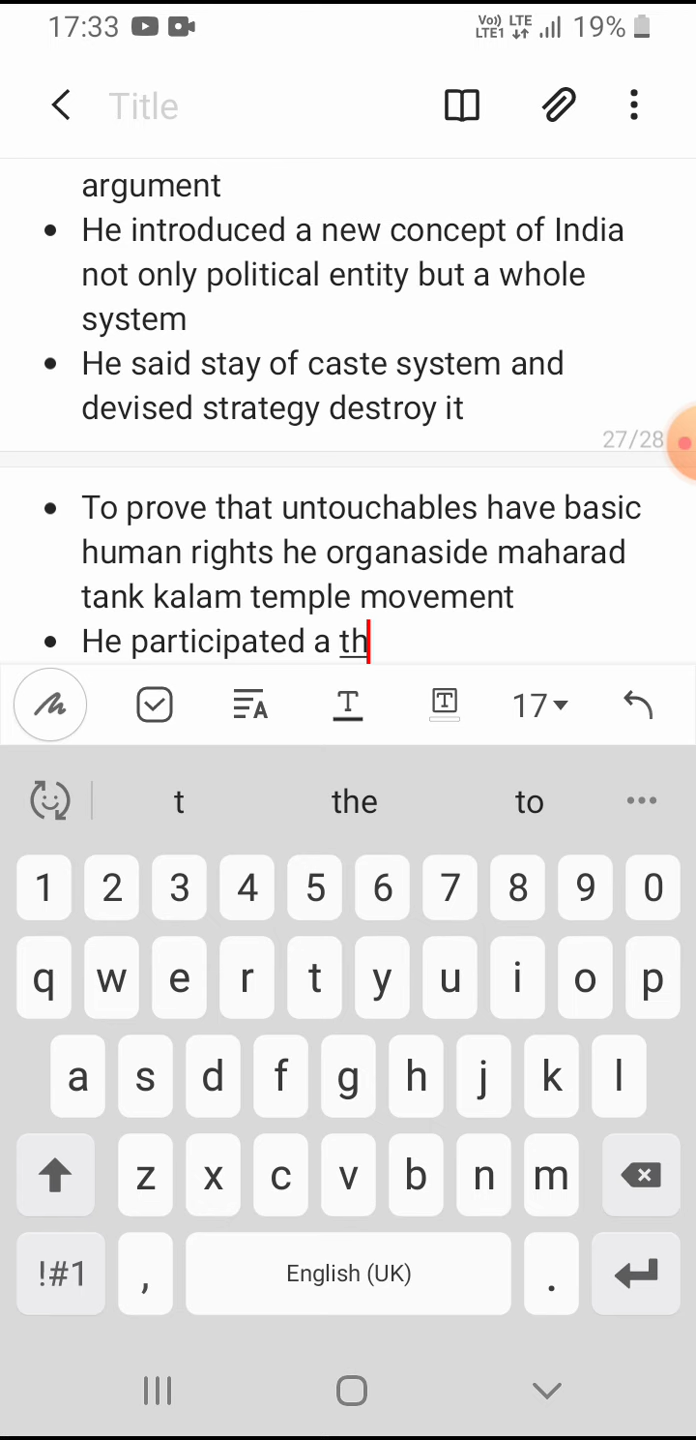 17:33 Vo)) LTE LTE1 19%
Title
argument
• He introduced a new concept of India
not only political entity but a whole
system
• He said stay of caste system and
devised strategy destroy it
27/28
• To prove that untouchables have basic
human rights he organaside maharad
tank kalam temple movement
• He participated a th
T T 17
t the to
1 2 3 4 5 6 7 8 9 0
q w e r t y u i o p
a s d f g h j k l
z x c v b n m
!#1 , English (UK) .